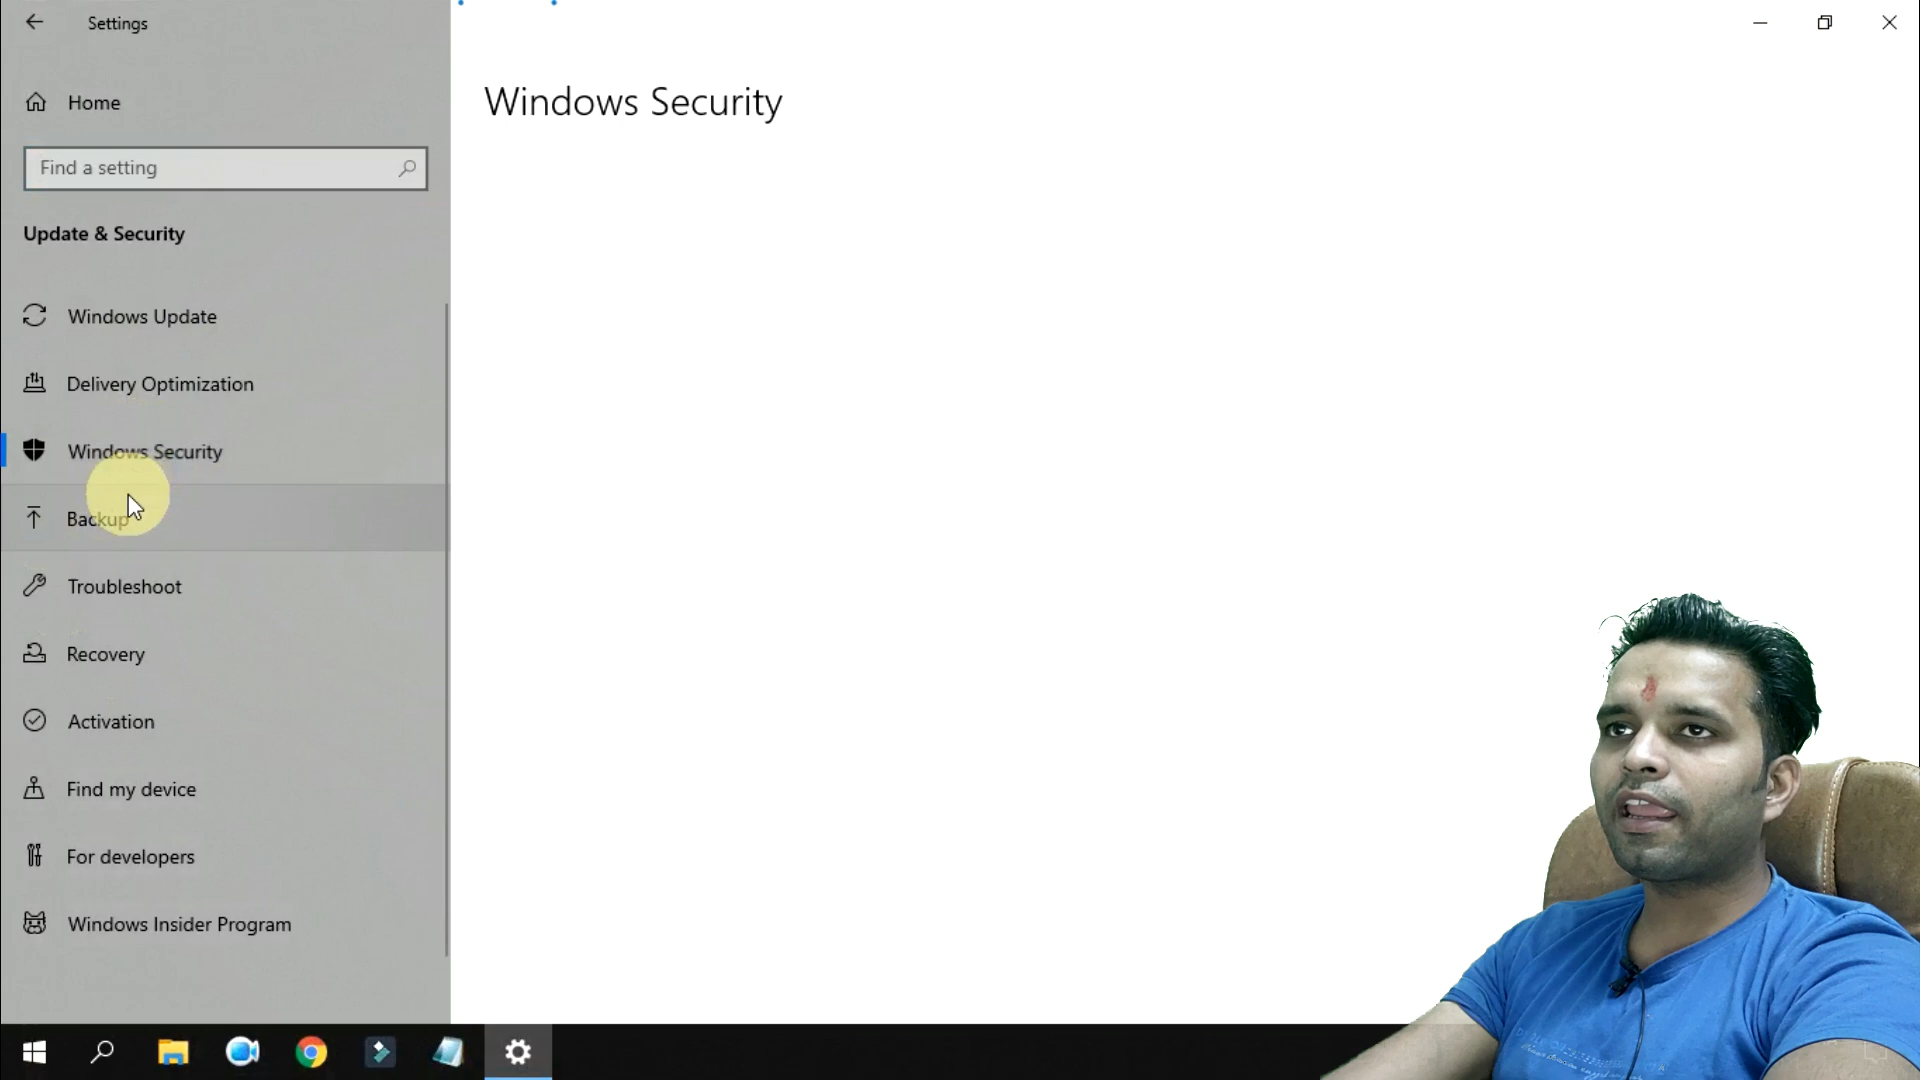 Settings
Home
Find a setting
Update & Security
Windows Update
Delivery Optimization
Windows Security
Backup
Troubleshoot
Recovery
Activation
Find my device
For developers
Windows Insider Program
Windows Security